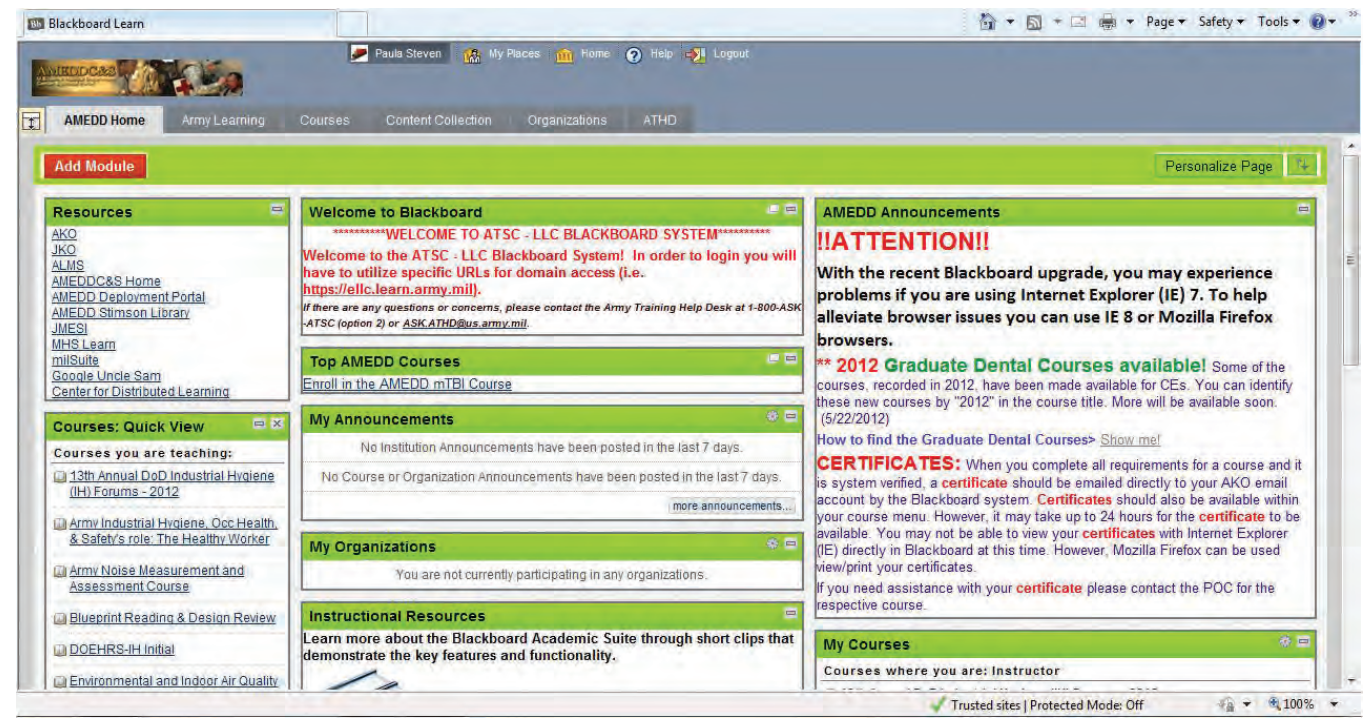 Blackboard Learn
Page Safety Tools
AMEDDC&S
Paula Steven My Places Home Help Logout
AMEDD Home Army Learning Courses Content Collection Organizations ATHD
Add Module
Personalize Page
Resources
AKO
JKO
ALMS
AMEDDC&S Home
AMEDD Deployment Portal
AMEDD Stimson Library
JMESI
MHS Learn
milSuite
Google Uncle Sam
Center for Distributed Learning
Courses: Quick View
Courses you are teaching:
13th Annual DoD Industrial Hygiene
(IH) Forums - 2012
Army Industrial Hygiene, Occ Health,
& Safety's role: The Healthy Worker
Army Noise Measurement and
Assessment Course
Blueprint Reading & Design Review
DOEHRS-IH Initial
Environmental and Indoor Air Quality
Welcome to Blackboard
**********WELCOME TO ATSC - LLC BLACKBOARD SYSTEM**********
Welcome to the ATSC - LLC Blackboard System! In order to login you will
have to utilize specific URLs for domain access (i.e.
https://ellc.learn.army.mil).
If there are any questions or concerns, please contact the Army Training Help Desk at 1-800-ASK
-ATSC (option 2) or ASK.ATHD@us.army.mil.
Top AMEDD Courses
Enroll in the AMEDD mTBI Course
My Announcements
No Institution Announcements have been posted in the last 7 days.
No Course or Organization Announcements have been posted in the last 7 days.
more announcements...
My Organizations
You are not currently participating in any organizations.
Instructional Resources
Learn more about the Blackboard Academic Suite through short clips that
demonstrate the key features and functionality.
AMEDD Announcements
!!ATTENTION!!
With the recent Blackboard upgrade, you may experience
problems if you are using Internet Explorer (IE) 7. To help
alleviate browser issues you can use IE 8 or Mozilla Firefox
browsers.
** 2012 Graduate Dental Courses available! Some of the
courses, recorded in 2012, have been made available for CEs. You can identify
these new courses by "2012" in the course title. More will be available soon.
(5/22/2012)
How to find the Graduate Dental Courses> Show me!
CERTIFICATES: When you complete all requirements for a course and it
is system verified, a certificate should be emailed directly to your AKO email
account by the Blackboard system. Certificates should also be available within
your course menu. However, it may take up to 24 hours for the certificate to be
available. You may not be able to view your certificates with Internet Explorer
(IE) directly in Blackboard at this time. However, Mozilla Firefox can be used
view/print your certificates.
If you need assistance with your certificate please contact the POC for the
respective course.
My Courses
Courses where you are: Instructor
Trusted sites | Protected Mode: Off
100%